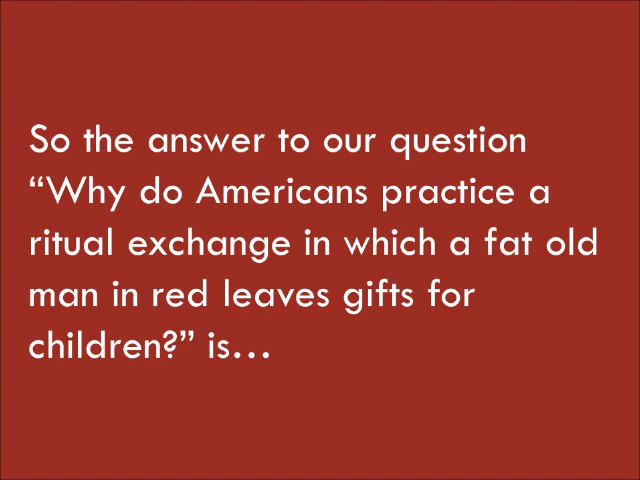 So the answer to our question
“Why do Americans practice a
ritual exchange in which a fat old
man in red leaves gifts for
children?” is…